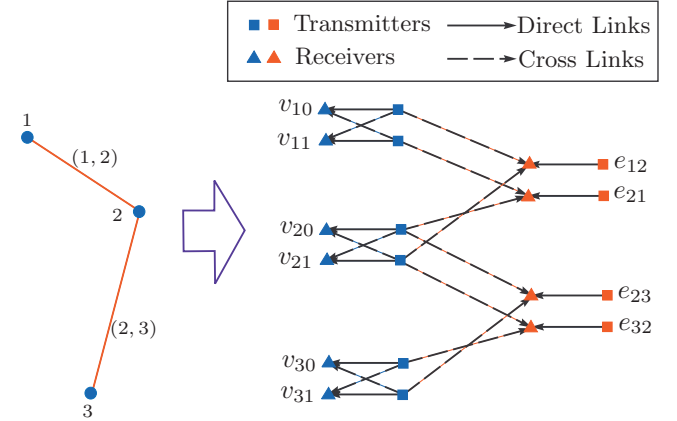 Transmitters
Direct Links
Receivers
Cross Links
1
(1, 2)
2
(2, 3)
3
v10
v11
e12
e21
v20
v21
e23
e32
v30
v31